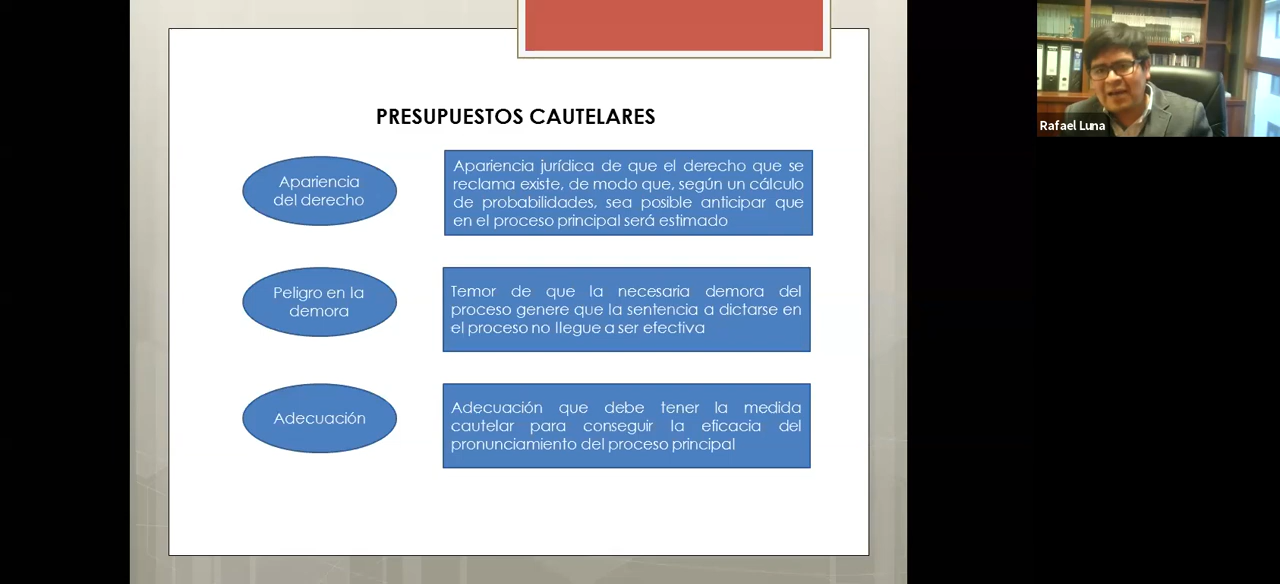 PRESUPUESTOS CAUTELARES
Apariencia
del derecho
Apariencia jurídica de que el derecho que se
reclama existe, de modo que, según un cálculo
de probabilidades, sea posible anticipar que
en el proceso principal será estimado
Peligro en la
demora
Temor de que la necesaria demora del
proceso genere que la sentencia a dictarse en
el proceso no llegue a ser efectiva
Adecuación
Adecuación que debe tener la medida
cautelar para conseguir la eficacia del
pronunciamiento del proceso principal
Rafael Luna